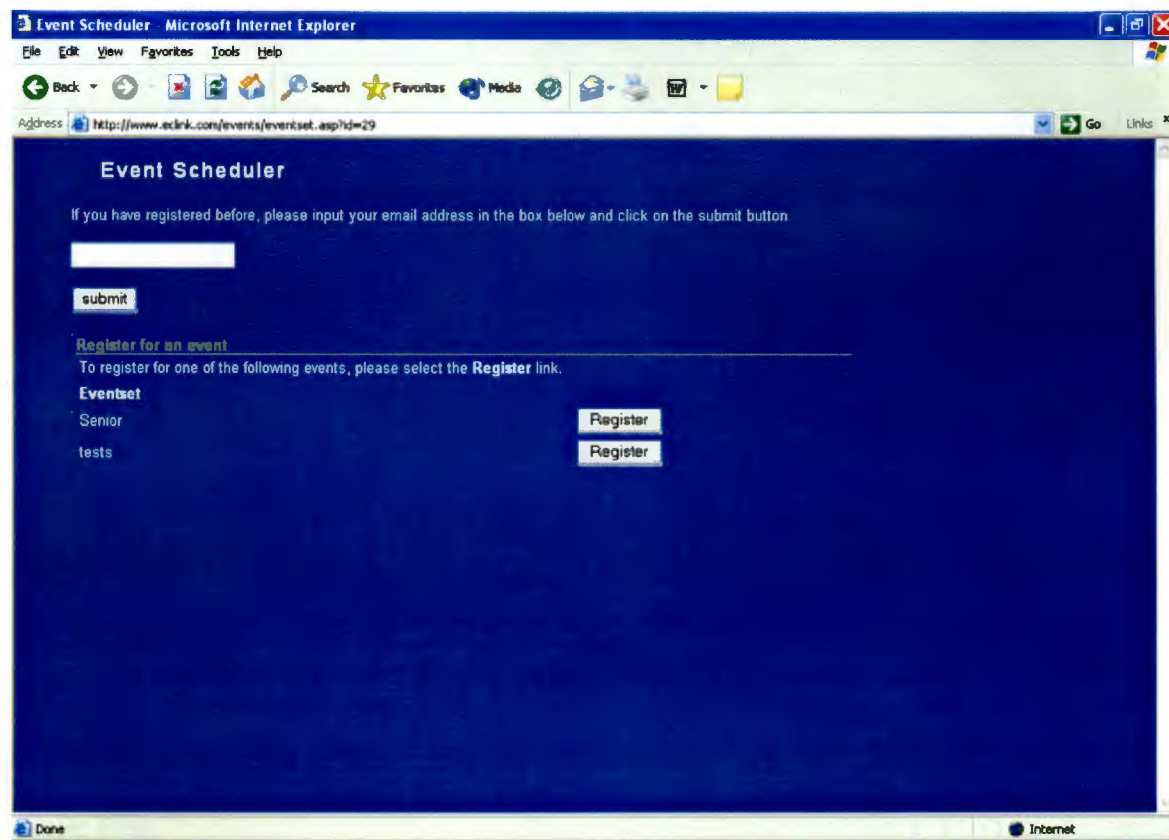 Event Scheduler - Microsoft Internet Explorer
File Edit View Favorites Tools Help
Back Search Favorites Media
Address http://www.eclink.com/events/eventset.asp?id=29 Go Links
Event Scheduler
If you have registered before, please input your email address in the box below and click on the submit button
submit
Register for an event
To register for one of the following events, please select the Register link.
Eventset
Senior Register
tests Register
Done Internet